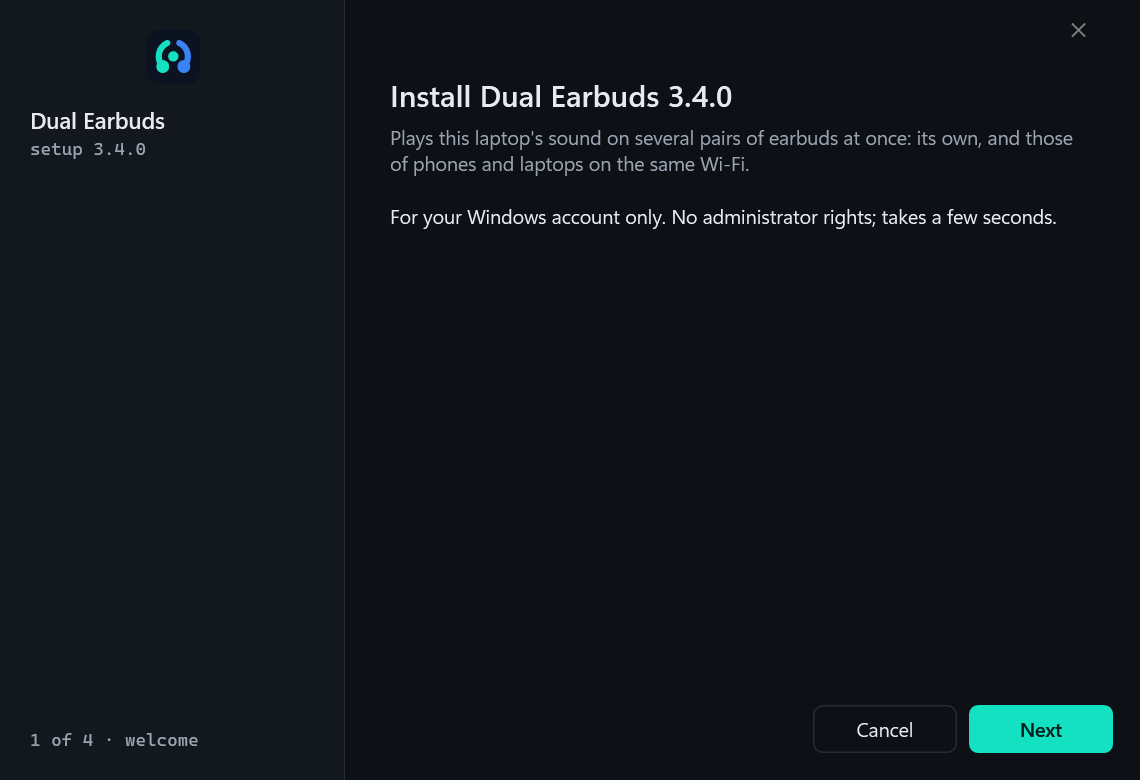 Dual Earbuds
setup 3.4.0
Install Dual Earbuds 3.4.0
Plays this laptop's sound on several pairs of earbuds at once: its own, and those
of phones and laptops on the same Wi-Fi.
For your Windows account only. No administrator rights; takes a few seconds.
1 of 4 · welcome
Cancel
Next